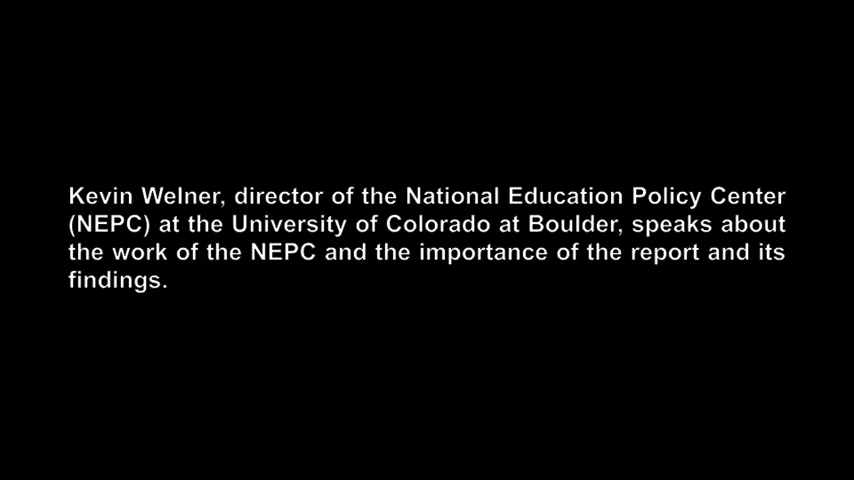 Kevin Welner, director of the National Education Policy Center
(NEPC) at the University of Colorado at Boulder, speaks about
the work of the NEPC and the importance of the report and its
findings.